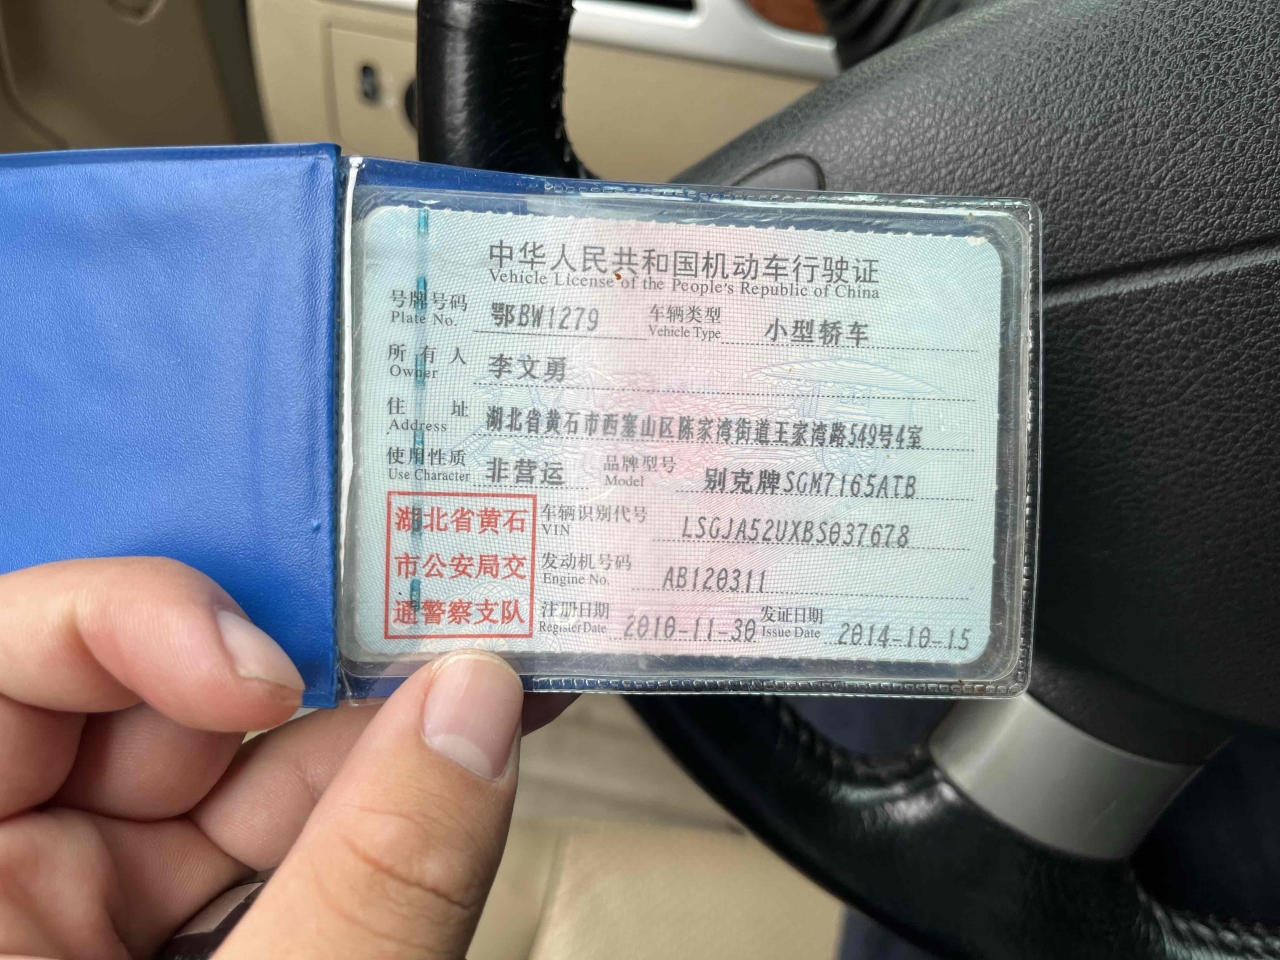 中华人民共和国机动车行驶证
Vehicle License of the People's Republic of China
号牌号码 鄂BW1279 车辆类型 小型轿车
Plate No. Vehicle Type
所有人 李文勇
Owner
住址 湖北省黄石市西塞山区陈家湾街道王家湾路549号4室
Address
使用性质 非营运 品牌型号 别克牌SGM7165ATB
Use Character Model
湖北省黄石 车辆识别代号 LSGJA52UXBS037678
VIN
市公安局交 发动机号码 AB120311
Engine No.
通警察支队 注册日期 2010-11-30 发证日期 2014-10-15
Register Date Issue Date